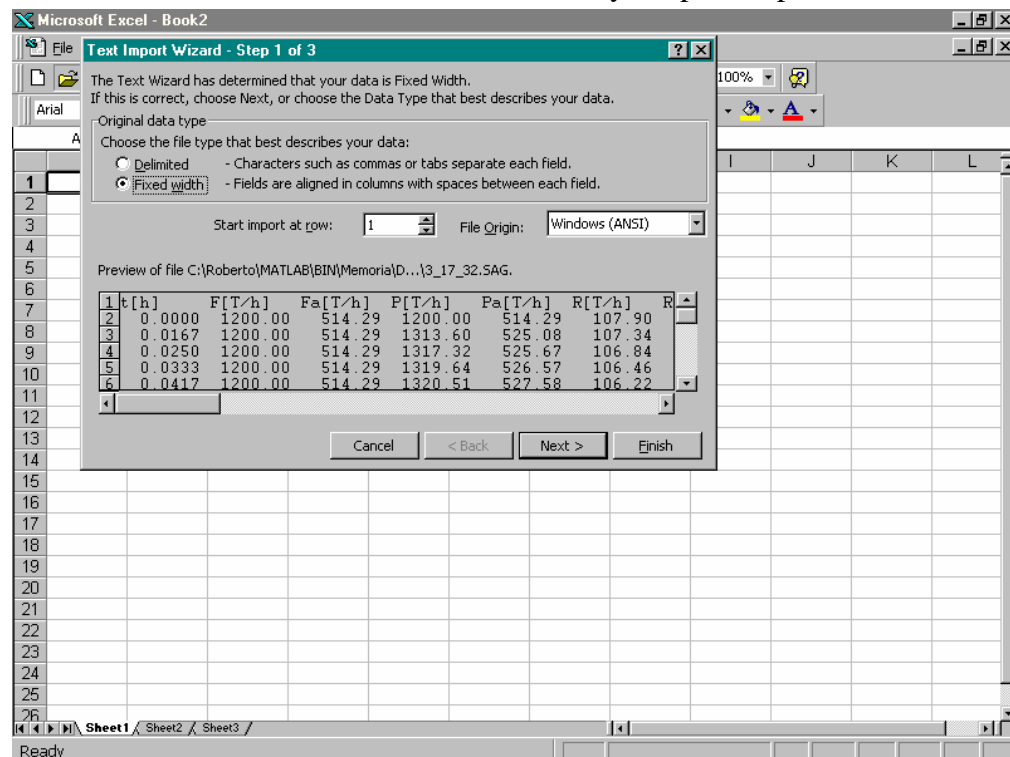 Microsoft Excel - Book2
File
Text Import Wizard - Step 1 of 3
The Text Wizard has determined that your data is Fixed Width.
If this is correct, choose Next, or choose the Data Type that best describes your data.
100%
Arial
A
Original data type
Choose the file type that best describes your data:
Delimited - Characters such as commas or tabs separate each field.
Fixed width - Fields are aligned in columns with spaces between each field.
Start import at row: 1 File Origin: Windows (ANSI)
Preview of file C:\Roberto\MATLAB\BIN\Memoria\D...\3_17_32.SAG.
1 t[h] F[T/h] Fa[T/h] P[T/h] Pa[T/h] R[T/h] R
2 0.0000 1200.00 514.29 1200.00 514.29 107.90
3 0.0167 1200.00 514.29 1313.60 525.08 107.34
4 0.0250 1200.00 514.29 1317.32 525.67 106.84
5 0.0333 1200.00 514.29 1319.64 526.57 106.46
6 0.0417 1200.00 514.29 1320.51 527.58 106.22
Cancel < Back Next > Finish
I J K L
1
2
3
4
5
6
7
8
9
10
11
12
13
14
15
16
17
18
19
20
21
22
23
24
25
26
Sheet1 Sheet2 Sheet3
Ready